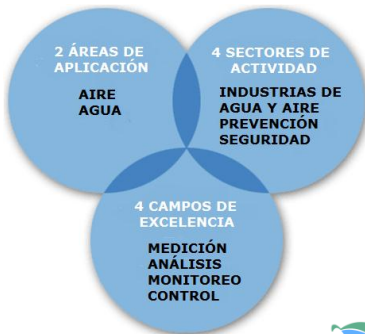 2 ÁREAS DE
APLICACIÓN
AIRE
AGUA
4 SECTORES DE
ACTIVIDAD
INDUSTRIAS DE
AGUA Y AIRE
PREVENCIÓN
SEGURIDAD
4 CAMPOS DE
EXCELENCIA
MEDICIÓN
ANÁLISIS
MONITOREO
CONTROL